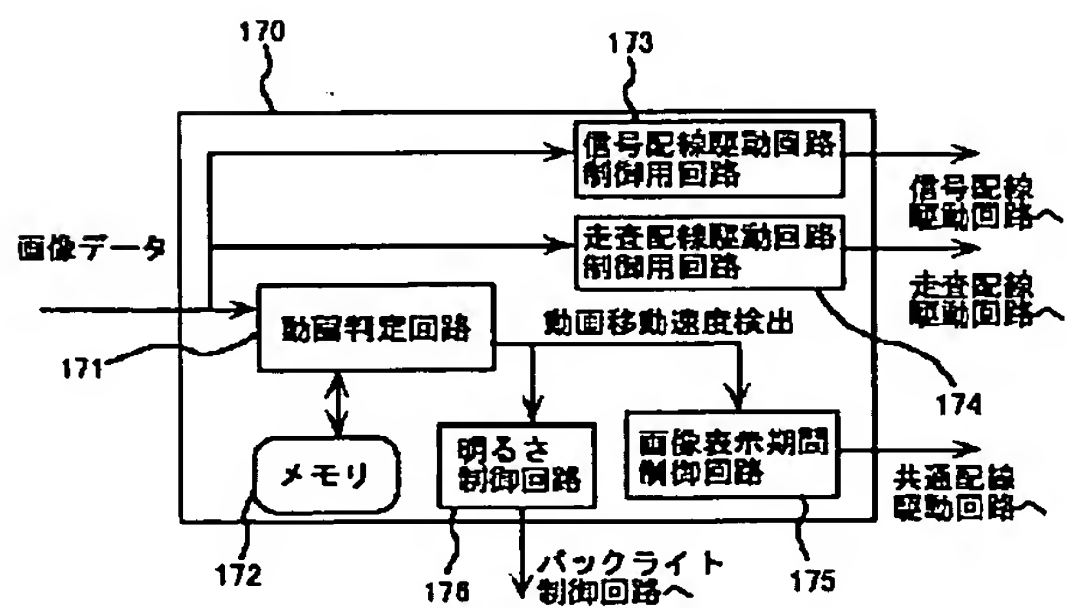 170
173
信号配線駆動回路
制御用回路
信号配線
駆動回路へ
画像データ
走査配線駆動回路
制御用回路
走査配線
駆動回路へ
動画判定回路
動画移動速度検出
171
174
メモリ
明るさ
制御回路
画像表示期間
制御回路
共通配線
駆動回路へ
172
176
バックライト
制御回路へ
175